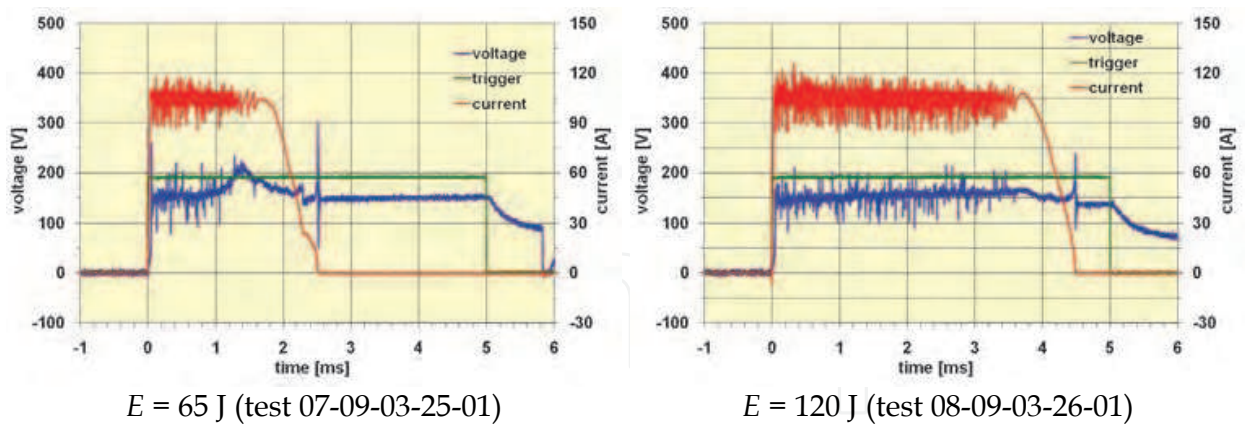 500
400
300
200
100
0
-100
voltage [V]
150
120
90
60
30
0
-30
current [A]
voltage
trigger
current
-1 0 1 2 3 4 5 6
time [ms]
E = 65 J (test 07-09-03-25-01)
500
400
300
200
100
0
-100
voltage [V]
150
120
90
60
30
0
-30
current [A]
voltage
trigger
current
-1 0 1 2 3 4 5 6
time [ms]
E = 120 J (test 08-09-03-26-01)